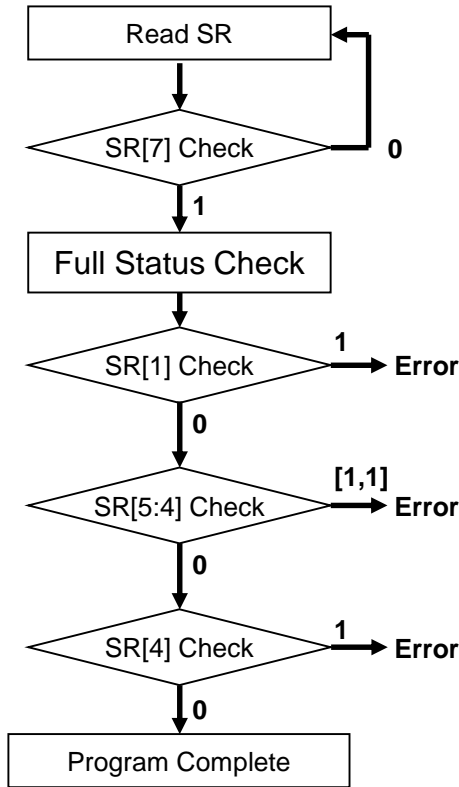 Read SR
SR[7] Check
0
1
Full Status Check
SR[1] Check
1
Error
0
SR[5:4] Check
[1,1]
Error
0
SR[4] Check
1
Error
0
Program Complete